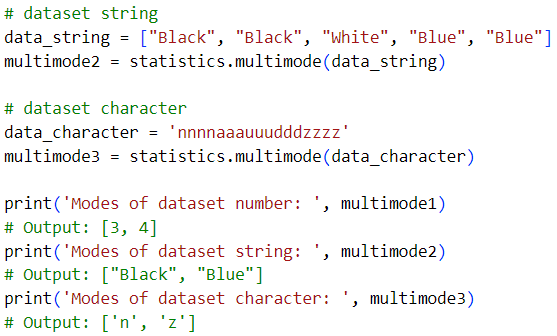 # dataset string
data_string = ["Black", "Black", "White", "Blue", "Blue"]
multimode2 = statistics.multimode(data_string)
# dataset character
data_character = 'nnnnaaauuudddzzzz'
multimode3 = statistics.multimode(data_character)
print('Modes of dataset number: ', multimode1)
# Output: [3, 4]
print('Modes of dataset string: ', multimode2)
# Output: ["Black", "Blue"]
print('Modes of dataset character: ', multimode3)
# Output: ['n', 'z']